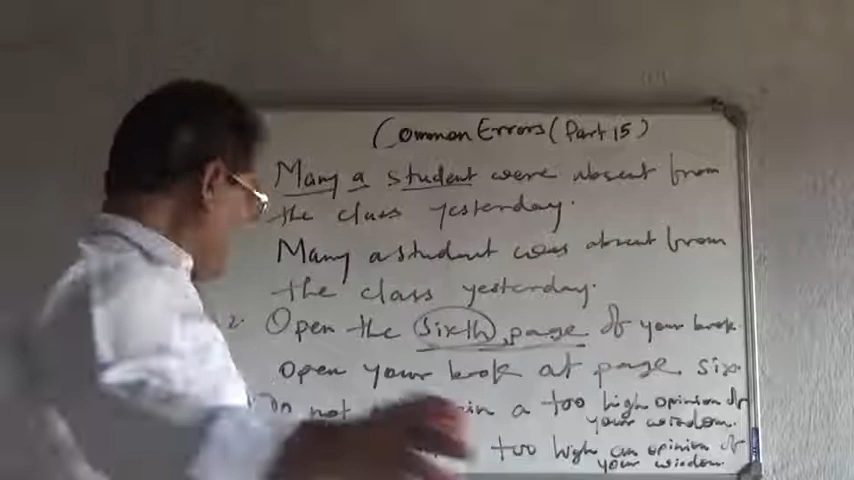 Common Errors (Part 15)
Many a student were absent from
the class yesterday.
Many a student was absent from
the class yesterday.
2. Open the sixth page of your book.
Open your book at page six.
Do not in a too high opinion of
your wisdom.
too high an opinion of
your wisdom.